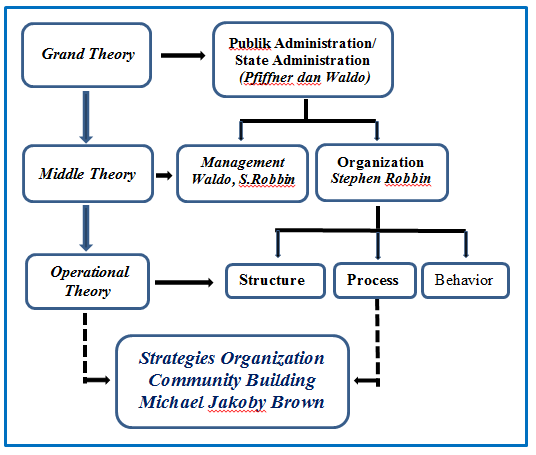 Grand Theory
Publik Administration/
State Administration
(Pfiffner dan Waldo)
Middle Theory
Management
Waldo, S.Robbin
Organization
Stephen Robbin
Operational
Theory
Structure
Process
Behavior
Strategies Organization
Community Building
Michael Jakoby Brown